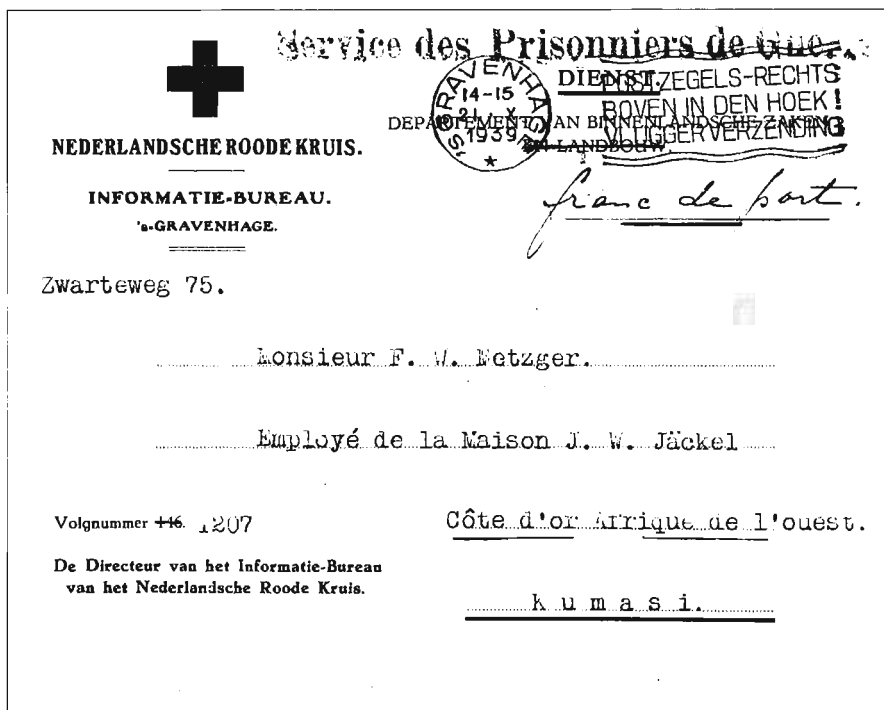 Service des Prisonniers de
DIENST.
DEPARTEMENT VAN BINNENLANDSCHE ZAKEN
EN LANDBOUW
'S-GRAVENHAGE
14-15
21 X
1939
*
POSTZEGELS-RECHTS
BOVEN IN DEN HOEK!
VLUGGER VERZENDING
franc de port.
NEDERLANDSCHE ROODE KRUIS.
INFORMATIE-BUREAU.
's-GRAVENHAGE.
Zwarteweg 75.
Monsieur F. W. Metzger.
Employé de la Maison J. W. Jäckel
Volgnummer 116. 1207
Côte d'or Afrique de l'ouest.
De Directeur van het Informatie-Bureau
van het Nederlandsche Roode Kruis.
K u m a s i.